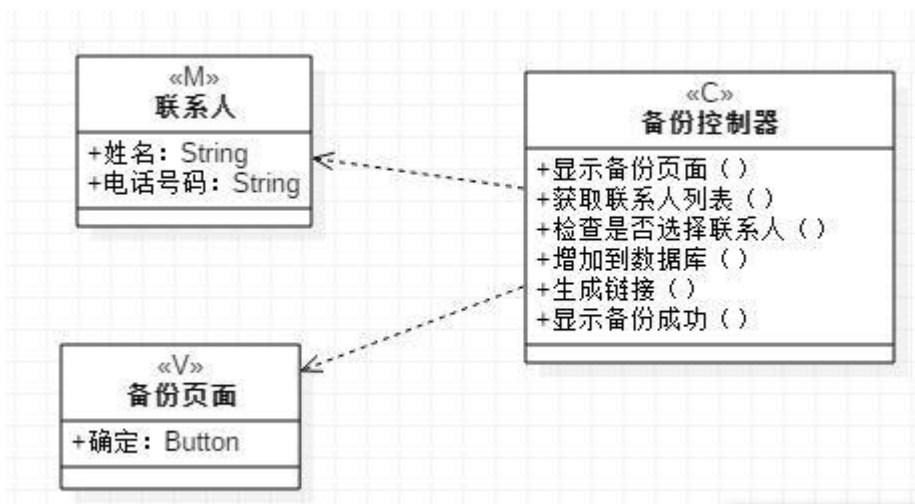 «M»
联系人
+姓名：String
+电话号码：String
«C»
备份控制器
+显示备份页面（）
+获取联系人列表（）
+检查是否选择联系人（）
+增加到数据库（）
+生成链接（）
+显示备份成功（）
«V»
备份页面
+确定：Button